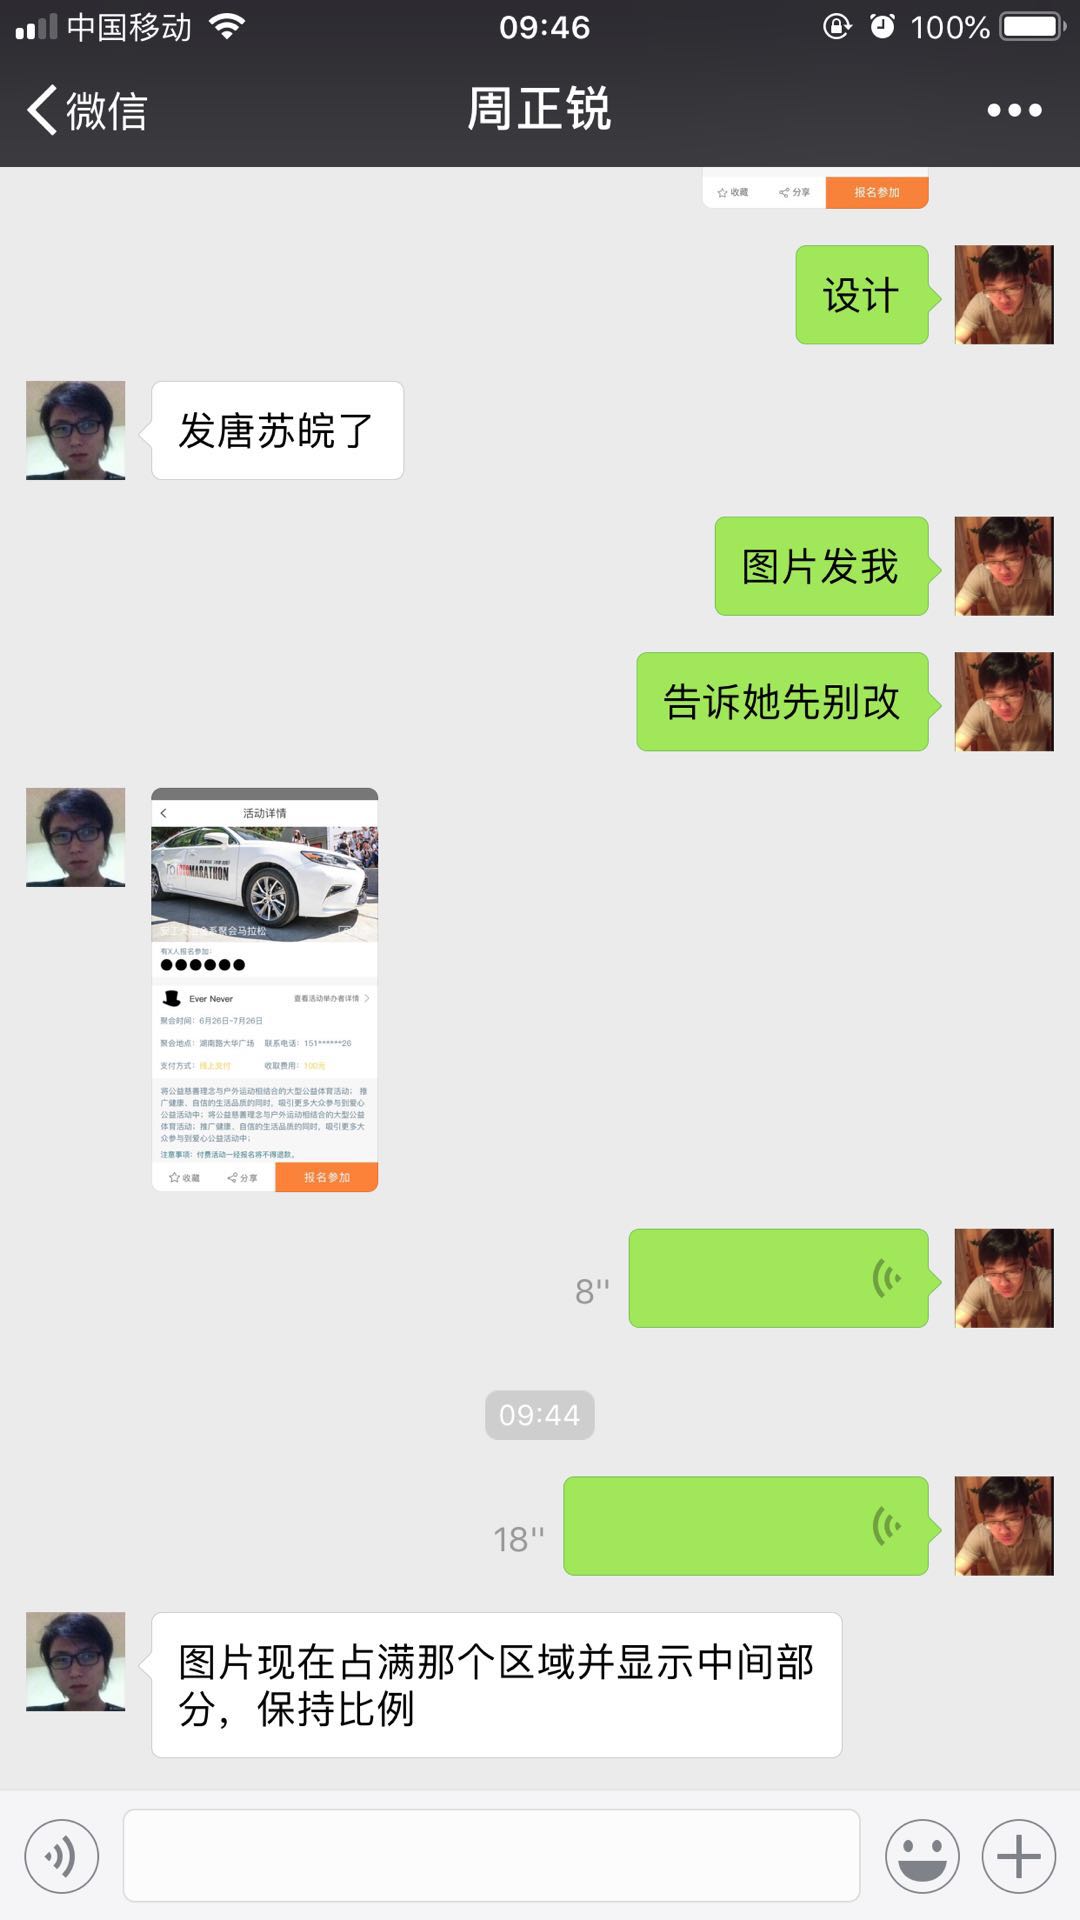 中国移动
09:46
100%
微信
周正锐
收藏
分享
报名参加
设计
发唐苏皖了
图片发我
告诉她先别改
活动详情
MARATHON
聚会马拉松
有X人报名参加:
Ever Never
查看活动举办者详情
聚会时间: 6月26日~7月26日
聚会地点: 湖南路大华广场
联系电话: 151******26
支付方式: 线上支付
收取费用: 100元
将公益慈善理念与户外运动相结合的大型公益体育活动; 推
广健康、自信的生活品质的同时, 吸引更多大众参与到爱心
公益活动中; 将公益慈善理念与户外运动相结合的大型公益
体育活动; 推广健康、自信的生活品质的同时, 吸引更多大
众参与到爱心公益活动中;
注意事项: 付费活动一经报名将不得退款。
收藏
分享
报名参加
8''
09:44
18''
图片现在占满那个区域并显示中间部
分，保持比例